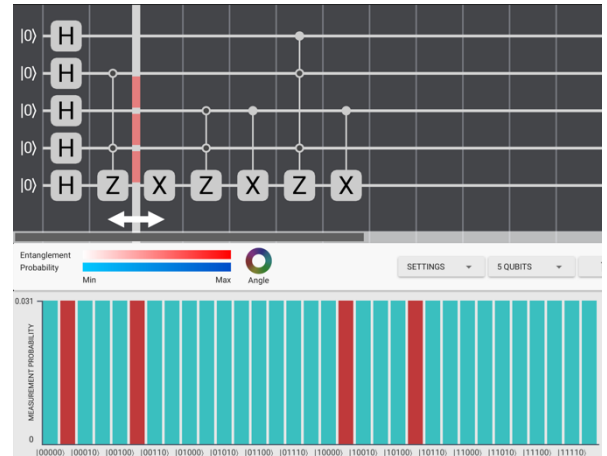 |0⟩ H
|0⟩ H
|0⟩ H
|0⟩ H
|0⟩ H Z X Z X Z X
Entanglement
Probability
Min Max Angle
SETTINGS 5 QUBITS
0.031
MEASUREMENT PROBABILITY
0
|00000⟩ |00010⟩ |00100⟩ |00110⟩ |01000⟩ |01010⟩ |01100⟩ |01110⟩ |10000⟩ |10010⟩ |10100⟩ |10110⟩ |11000⟩ |11010⟩ |11100⟩ |11110⟩